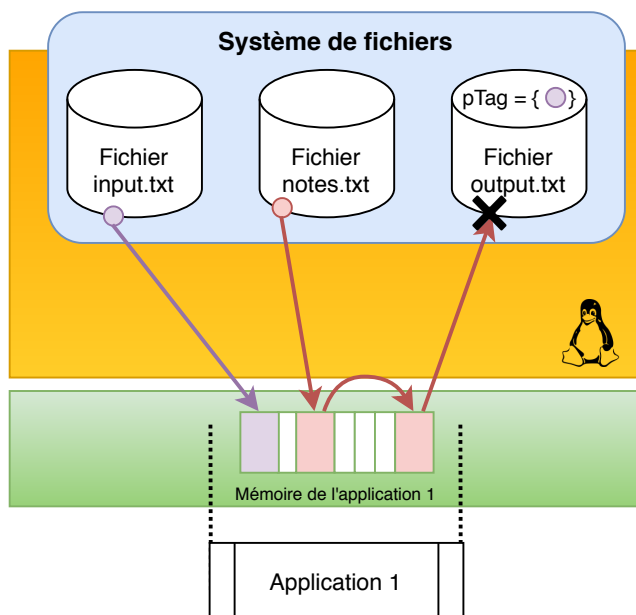 Système de fichiers
Fichier
input.txt
Fichier
notes.txt
pTag = { }
Fichier
output.txt
Mémoire de l'application 1
Application 1